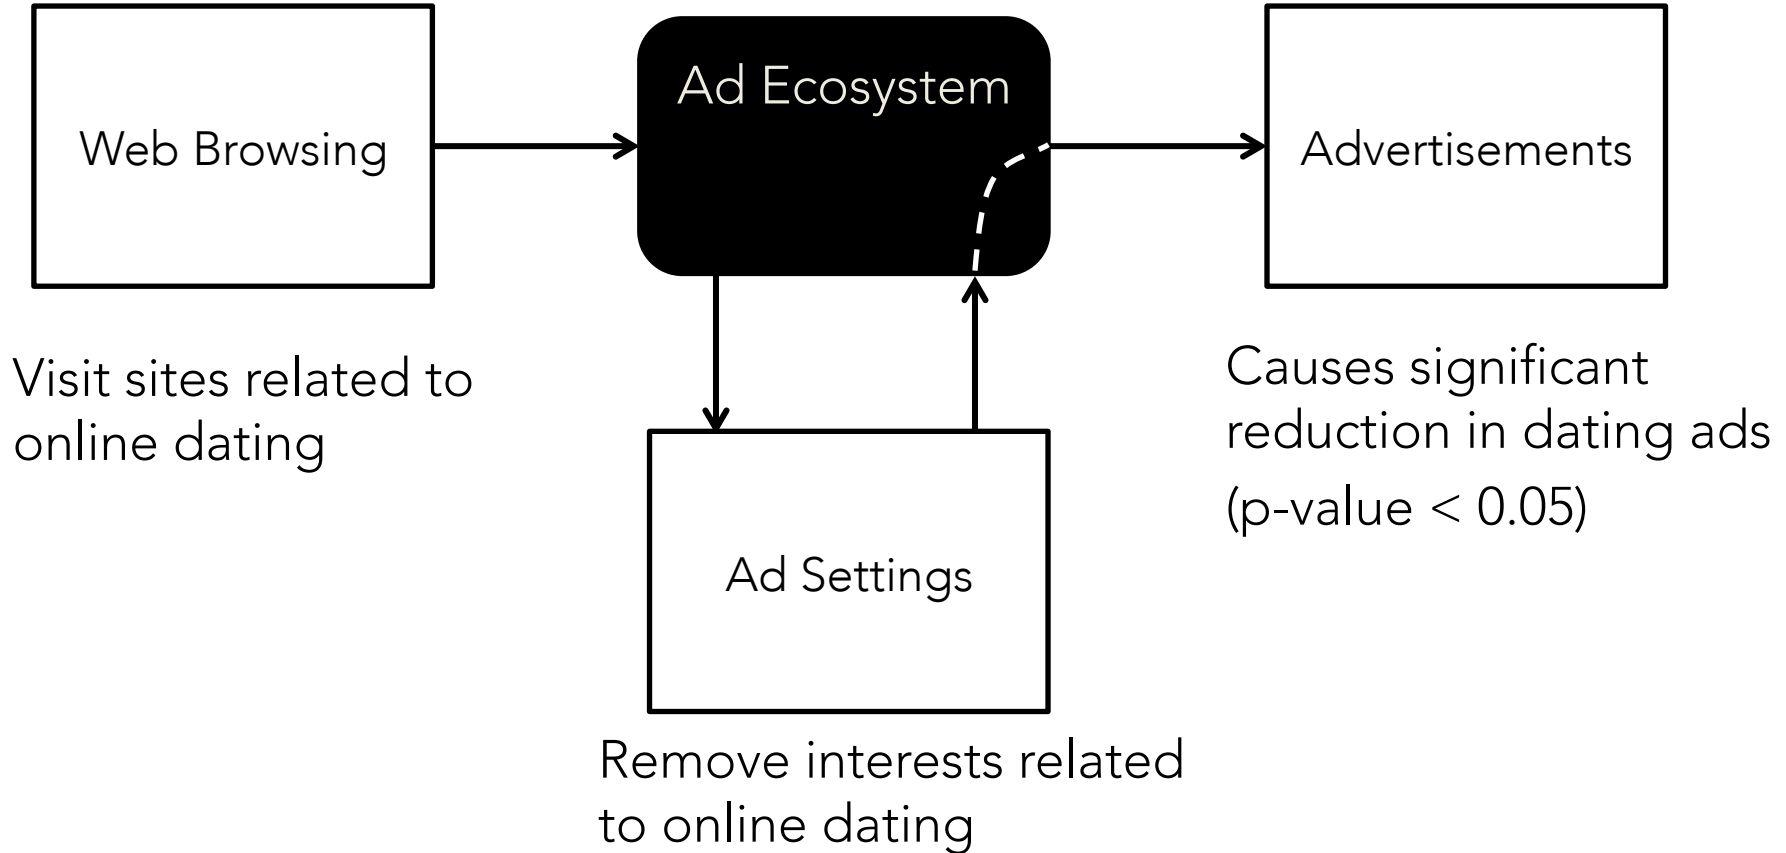 Ad Ecosystem
Web Browsing
Advertisements
Visit sites related to
online dating
Causes significant
reduction in dating ads
(p-value < 0.05)
Ad Settings
Remove interests related
to online dating